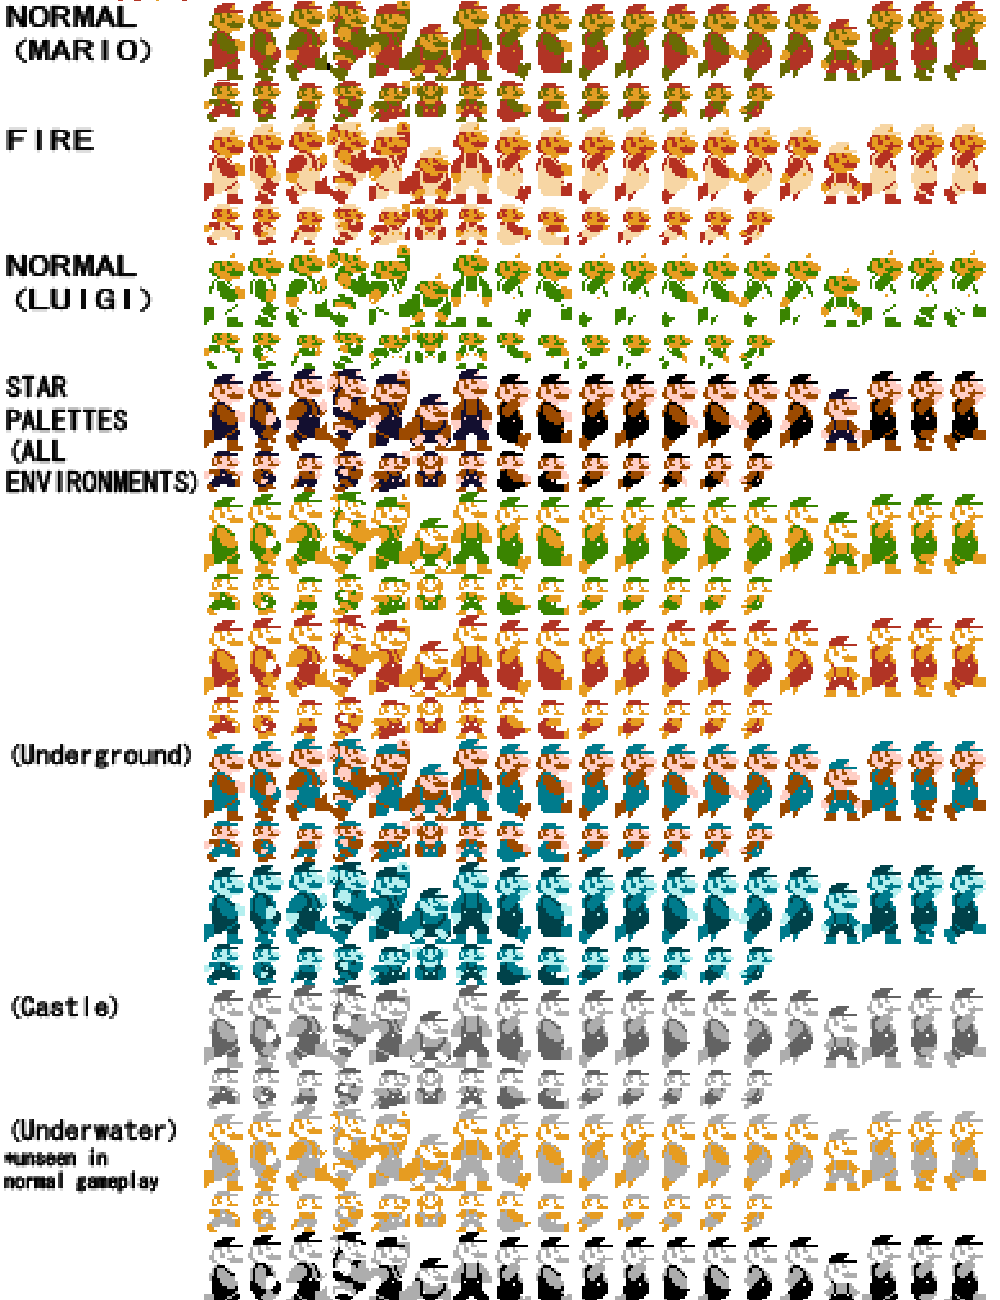 NORMAL
(MARIO)
FIRE
NORMAL
(LUIGI)
STAR
PALETTES
(ALL
ENVIRONMENTS)
(Underground)
(Castle)
(Underwater)
*unseen in
normal gameplay